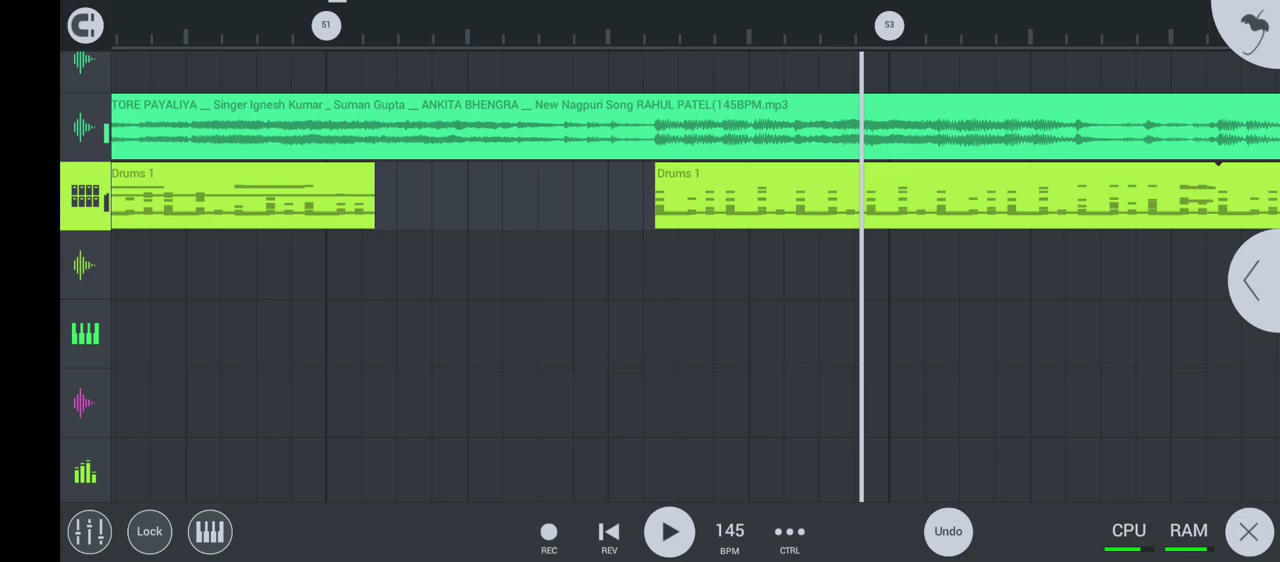 51
53
TORE PAYALIYA __ Singer Ignesh Kumar _ Suman Gupta __ ANKITA BHENGRA __ New Nagpuri Song RAHUL PATEL(145BPM.mp3
Drums 1
Drums 1
Lock
REC
REV
145
BPM
CTRL
Undo
CPU
RAM